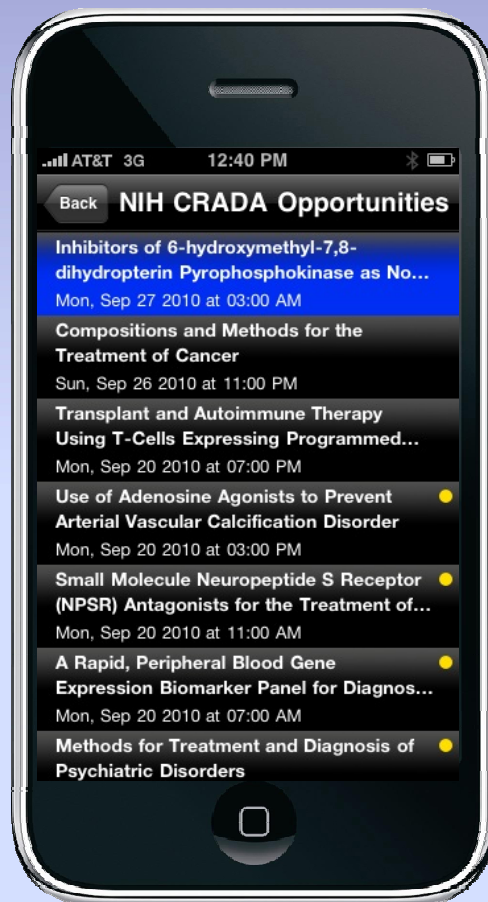 AT&T 3G 12:40 PM
Back NIH CRADA Opportunities
Inhibitors of 6-hydroxymethyl-7,8-
dihydropterin Pyrophosphokinase as No...
Mon, Sep 27 2010 at 03:00 AM
Compositions and Methods for the
Treatment of Cancer
Sun, Sep 26 2010 at 11:00 PM
Transplant and Autoimmune Therapy
Using T-Cells Expressing Programmed...
Mon, Sep 20 2010 at 07:00 PM
Use of Adenosine Agonists to Prevent
Arterial Vascular Calcification Disorder
Mon, Sep 20 2010 at 03:00 PM
Small Molecule Neuropeptide S Receptor
(NPSR) Antagonists for the Treatment of...
Mon, Sep 20 2010 at 11:00 AM
A Rapid, Peripheral Blood Gene
Expression Biomarker Panel for Diagnos...
Mon, Sep 20 2010 at 07:00 AM
Methods for Treatment and Diagnosis of
Psychiatric Disorders